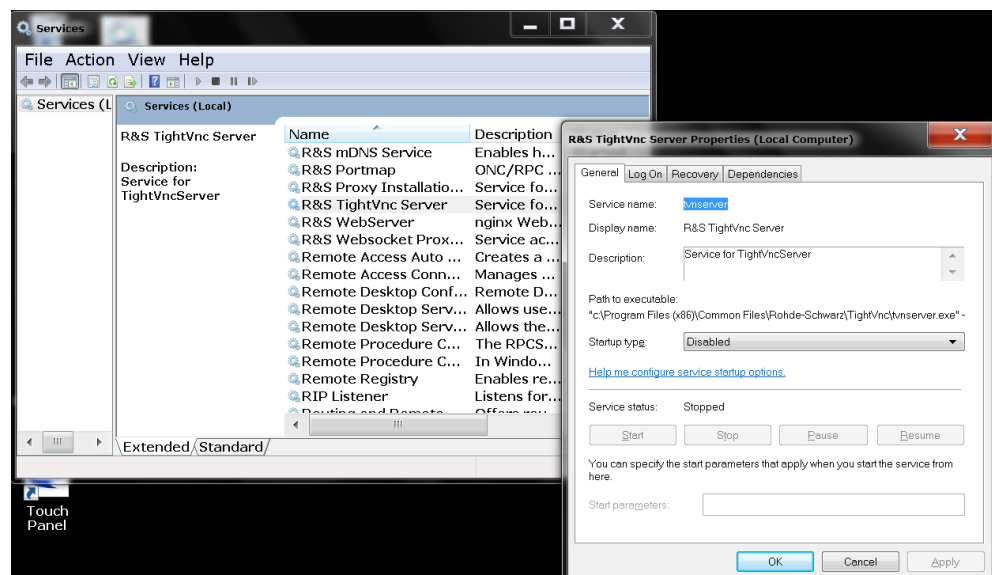 Services
File Action View Help
Services (L
Services (Local)
R&S TightVnc Server
Description:
Service for
TightVncServer
Name Description
R&S mDNS Service Enables h...
R&S Portmap ONC/RPC ...
R&S Proxy Installatio... Service fo...
R&S TightVnc Server Service fo...
R&S WebServer nginx Web...
R&S Websocket Prox... Service ac...
Remote Access Auto ... Creates a ...
Remote Access Conn... Manages ...
Remote Desktop Conf... Remote D...
Remote Desktop Serv... Allows use...
Remote Desktop Serv... Allows the...
Remote Procedure C... The RPCS...
Remote Procedure C... In Windo...
Remote Registry Enables re...
RIP Listener Listens for...
Extended Standard
Touch
Panel
R&S TightVnc Server Properties (Local Computer)
General Log On Recovery Dependencies
Service name: tvnserver
Display name: R&S TightVnc Server
Description: Service for TightVncServer
Path to executable:
"c:\Program Files (x86)\Common Files\Rohde-Schwarz\TightVnc\tvnserver.exe" -
Startup type: Disabled
Help me configure service startup options.
Service status: Stopped
Start Stop Pause Resume
You can specify the start parameters that apply when you start the service from
here.
Start parameters:
OK Cancel Apply